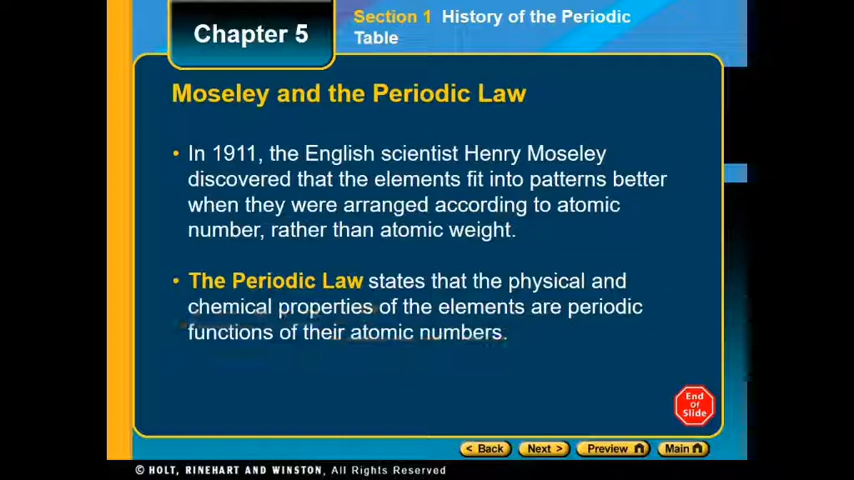 Chapter 5
Section 1 History of the Periodic
Table
Moseley and the Periodic Law
• In 1911, the English scientist Henry Moseley
discovered that the elements fit into patterns better
when they were arranged according to atomic
number, rather than atomic weight.
• The Periodic Law states that the physical and
chemical properties of the elements are periodic
functions of their atomic numbers.
End
Of
Slide
< Back
Next >
Preview
Main
© HOLT, RINEHART AND WINSTON, All Rights Reserved